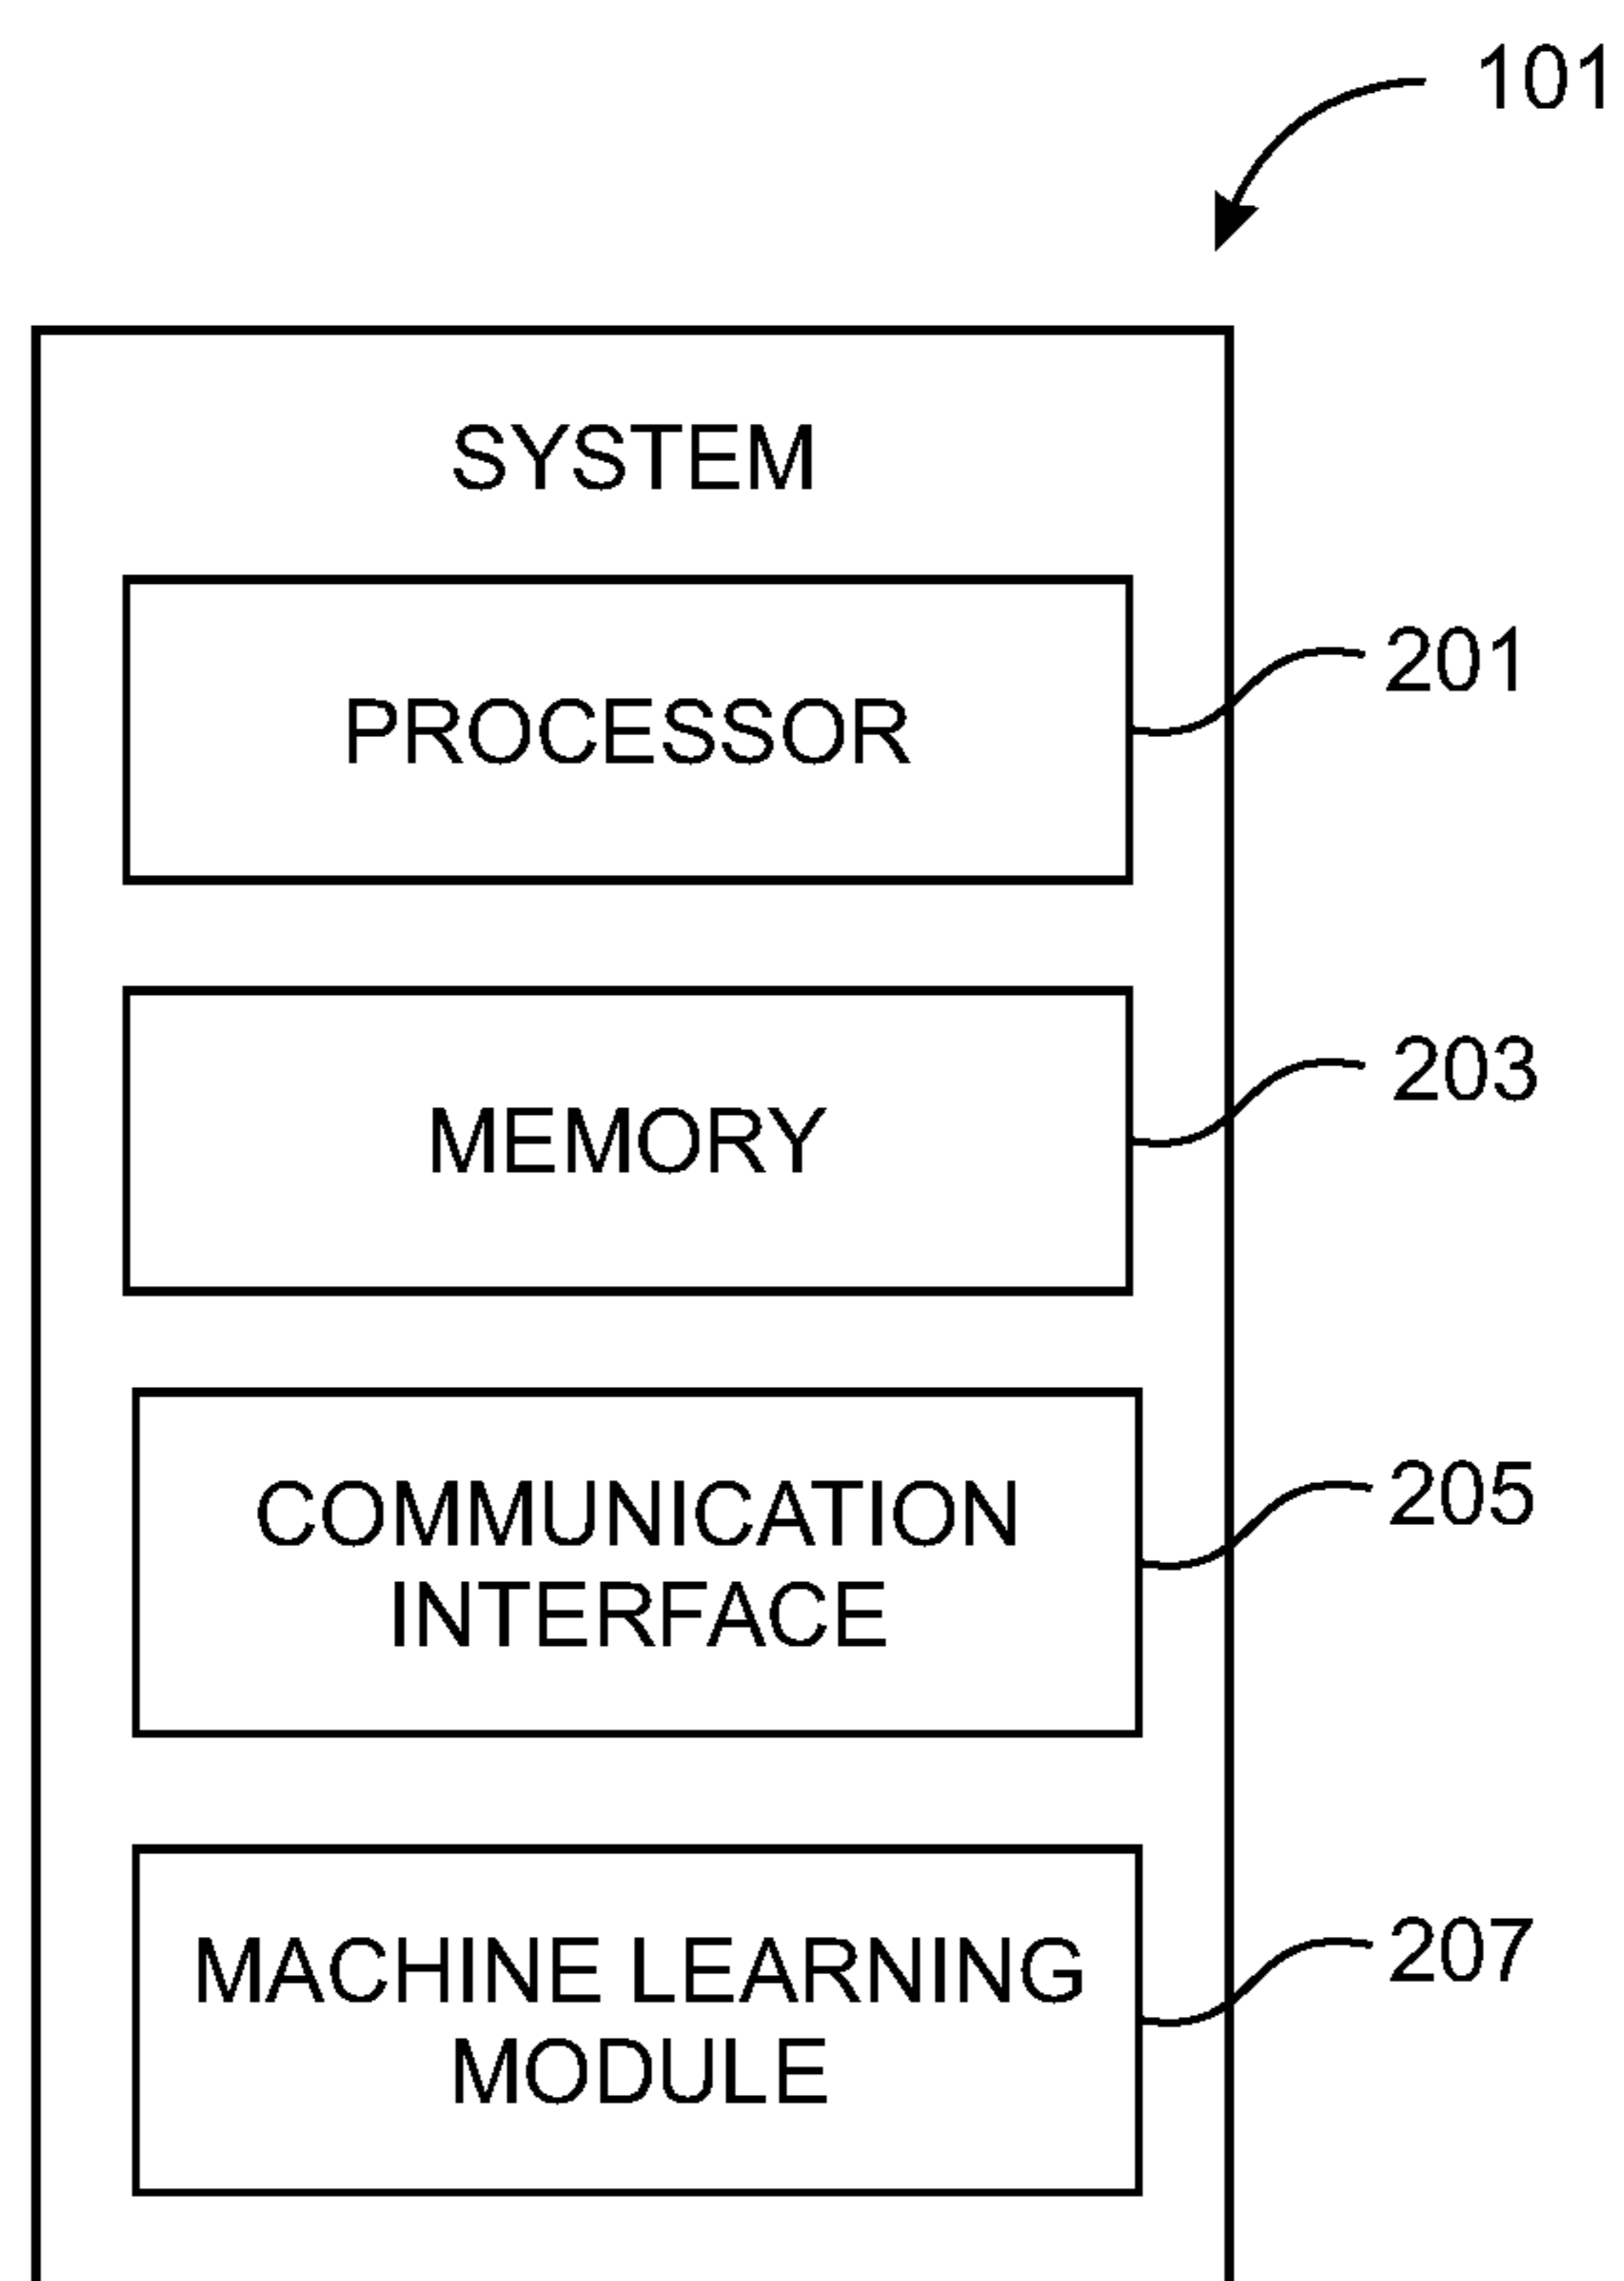 101
SYSTEM
PROCESSOR
201
MEMORY
203
COMMUNICATION
INTERFACE
205
MACHINE LEARNING
MODULE
207